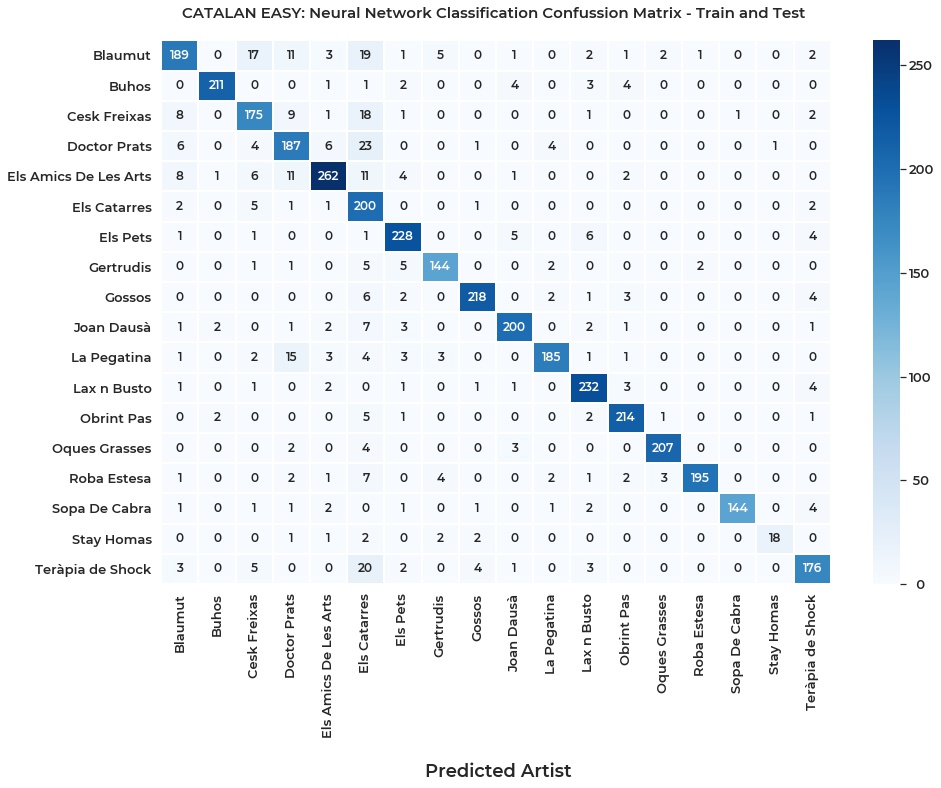 CATALAN EASY: Neural Network Classification Confussion Matrix - Train and Test
Blaumut 189 0 17 11 3 19 1 5 0 1 0 2 1 2 1 0 0 2
Buhos 0 211 0 0 1 1 2 0 0 4 0 3 4 0 0 0 0 0
Cesk Freixas 8 0 175 9 1 18 1 0 0 0 0 1 0 0 0 1 0 2
Doctor Prats 6 0 4 187 6 23 0 0 1 0 4 0 0 0 0 0 1 0
Els Amics De Les Arts 8 1 6 11 262 11 4 0 0 1 0 0 2 0 0 0 0 0
Els Catarres 2 0 5 1 1 200 0 0 1 0 0 0 0 0 0 0 0 2
Els Pets 1 0 1 0 0 1 228 0 0 5 0 6 0 0 0 0 0 4
Gertrudis 0 0 1 1 0 5 5 144 0 0 2 0 0 0 2 0 0 0
Gossos 0 0 0 0 0 6 2 0 218 0 2 1 3 0 0 0 0 4
Joan Dausà 1 2 0 1 2 7 3 0 0 200 0 2 1 0 0 0 0 1
La Pegatina 1 0 2 15 3 4 3 3 0 0 185 1 1 0 0 0 0 0
Lax n Busto 1 0 1 0 2 0 1 0 1 1 0 232 3 0 0 0 0 4
Obrint Pas 0 2 0 0 0 5 1 0 0 0 0 2 214 1 0 0 0 1
Oques Grasses 0 0 0 2 0 4 0 0 0 3 0 0 0 207 0 0 0 0
Roba Estesa 1 0 0 2 1 7 0 4 0 0 2 1 2 3 195 0 0 0
Sopa De Cabra 1 0 1 1 2 0 1 0 1 0 1 2 0 0 0 144 0 4
Stay Homas 0 0 0 1 1 2 0 2 2 0 0 0 0 0 0 0 18 0
Teràpia de Shock 3 0 5 0 0 20 2 0 4 1 0 3 0 0 0 0 0 176
Blaumut
Buhos
Cesk Freixas
Doctor Prats
Els Amics De Les Arts
Els Catarres
Els Pets
Gertrudis
Gossos
Joan Dausà
La Pegatina
Lax n Busto
Obrint Pas
Oques Grasses
Roba Estesa
Sopa De Cabra
Stay Homas
Teràpia de Shock
Predicted Artist
250
200
150
100
50
0